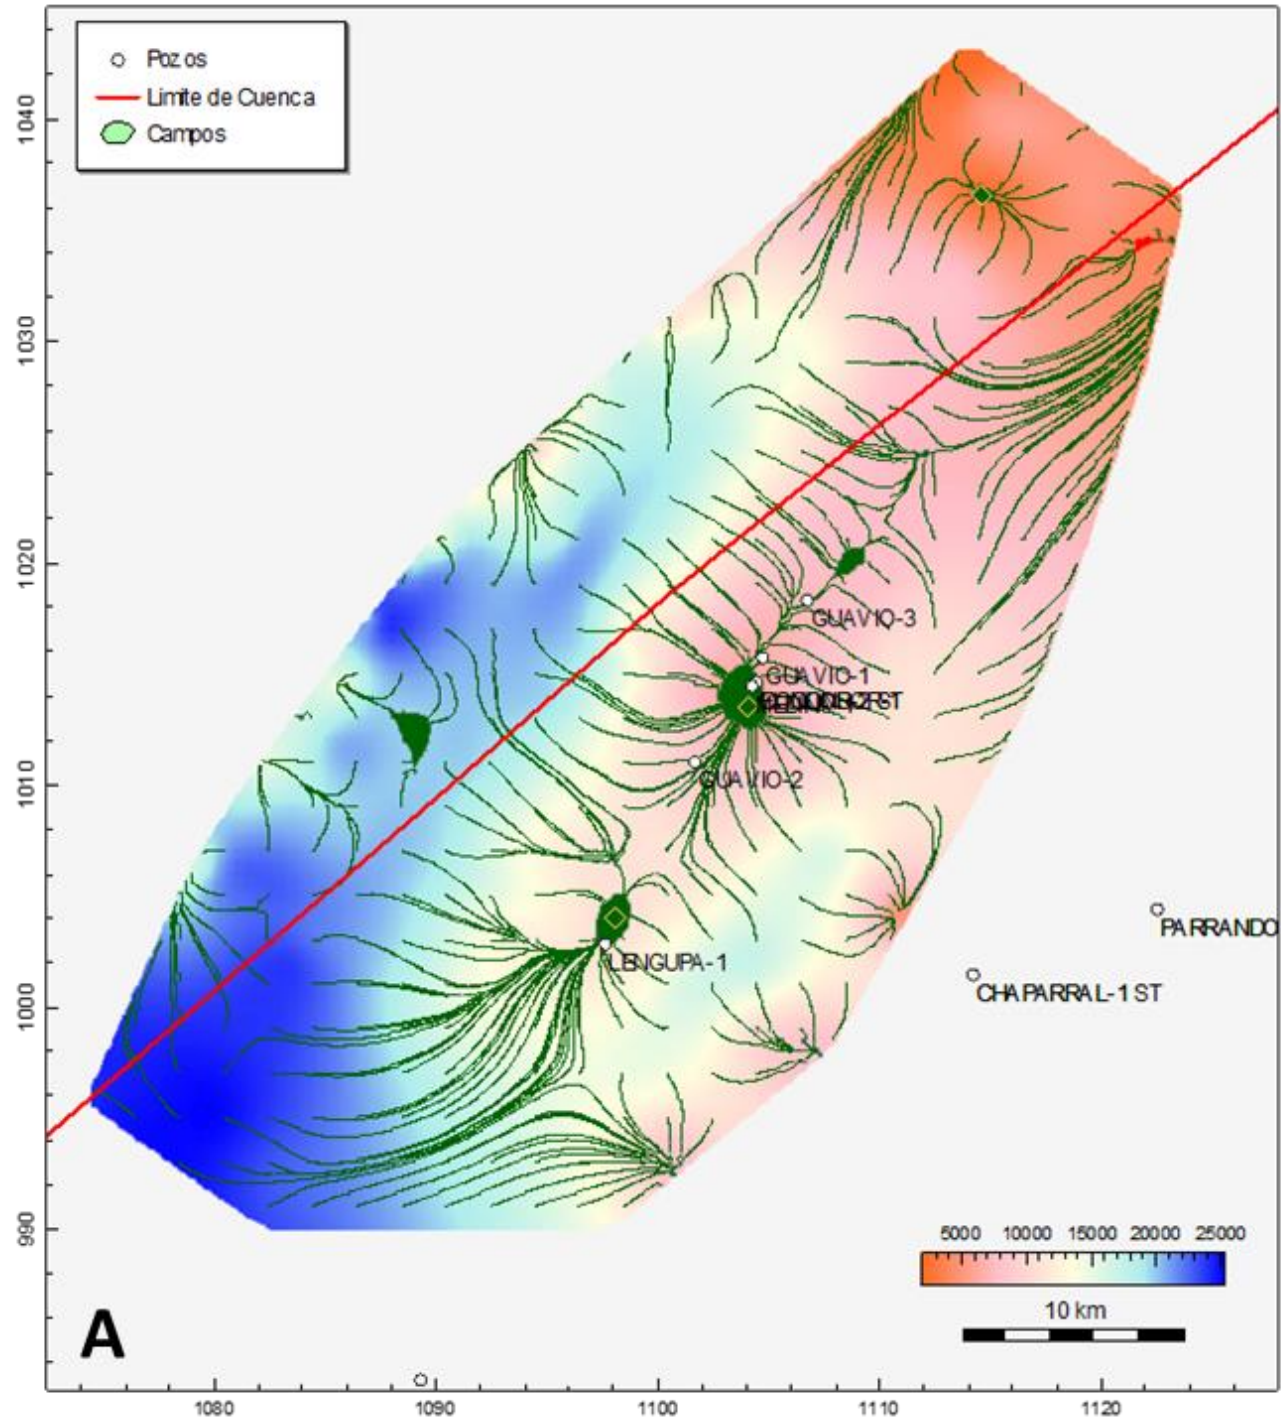 Pozos
Limite de Cuenca
Campos
1040
1030
1020
1010
1000
990
GUAVIO-3
GUAVIO-1
GUAVIO-2
LENGUPA-1
PARRANDO
CHAPARRAL-1 ST
5000 10000 15000 20000 25000
10 km
A
1080 1090 1100 1110 1120